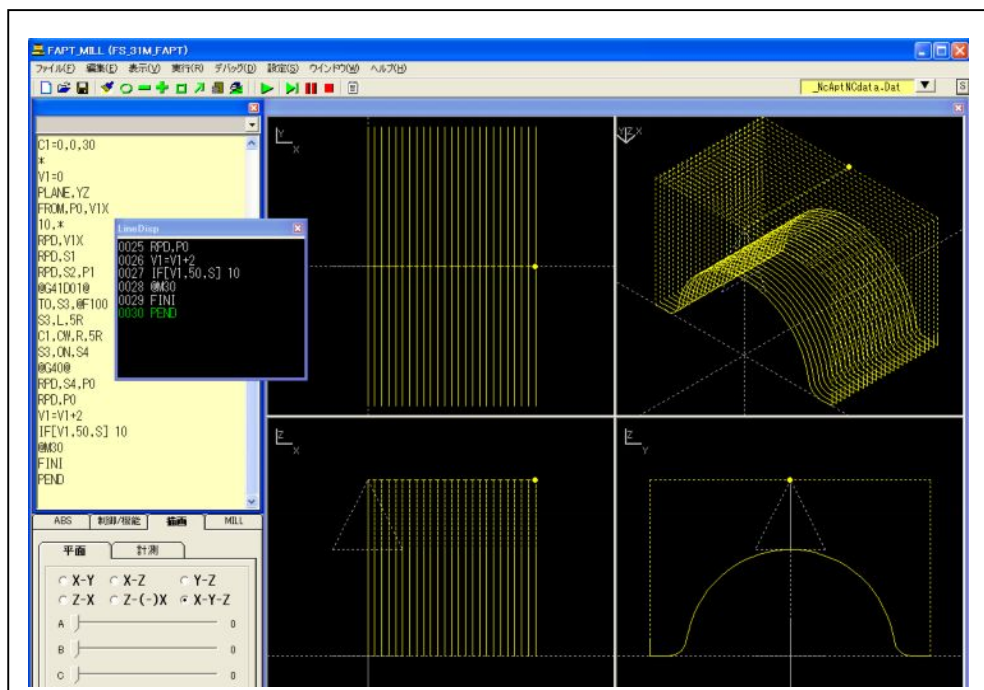 FAPT_MILL (FS_31M_FAPT)
ファイル(F) 編集(E) 表示(V) 実行(R) デバッグ(D) 設定(S) ウインドウ(W) ヘルプ(H)
_NcAptNCdata.Dat
S
C1=0,0,30
*
V1=0
PLANE,YZ
FROM,P0,V1X
10,*
RPD,V1X
RPD,S1
RPD,S2,P1
@G41D01@
TO,S3,@F100
S3,L,5R
C1,CW,R,5R
S3,ON,S4
@G40@
RPD,S4,P0
RPD,P0
V1=V1+2
IF[V1,50,S] 10
@M30
FINI
PEND
LineDisp
0025 RPD,P0
0026 V1=V1+2
0027 IF[V1,50,S] 10
0028 @M30
0029 FINI
0030 PEND
Y
X
Y Z X
Z
X
Z
Y
ABS 制御/機能 描画 MILL
平面 計測
X-Y X-Z Y-Z
Z-X Z-(-)X X-Y-Z
A 0
B 0
C 0